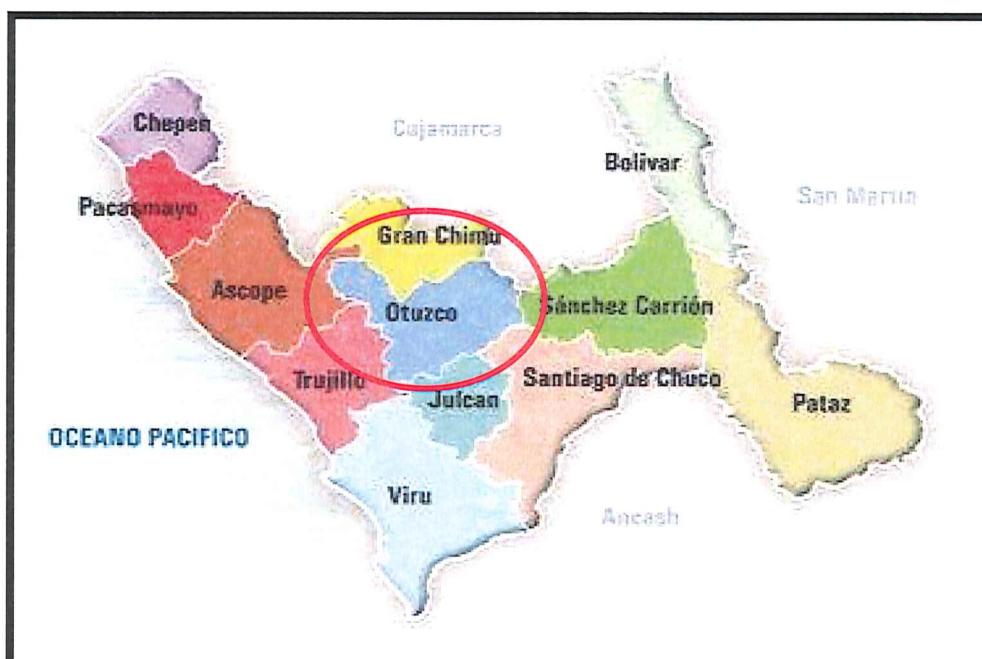 Chepen
Cajamarca
Bolivar
San Martin
Pacasmayo
Gran Chimu
Ascope
Otuzco
Sánchez Carrión
Trujillo
Santiago de Chuco
Julcan
Pataz
OCEANO PACIFICO
Viru
Ancash